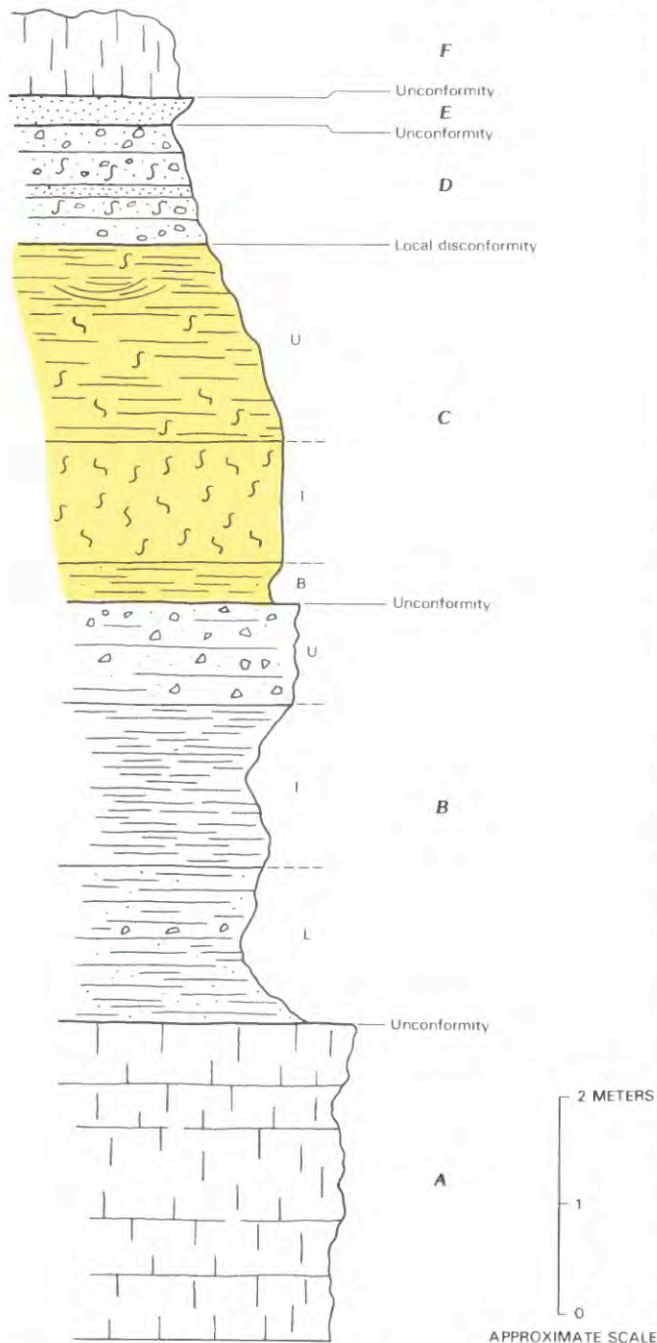 F
Unconformity
E
Unconformity
D
Local disconformity
U
C
I
B
Unconformity
U
I
B
L
Unconformity
2 METERS
A
1
0
APPROXIMATE SCALE